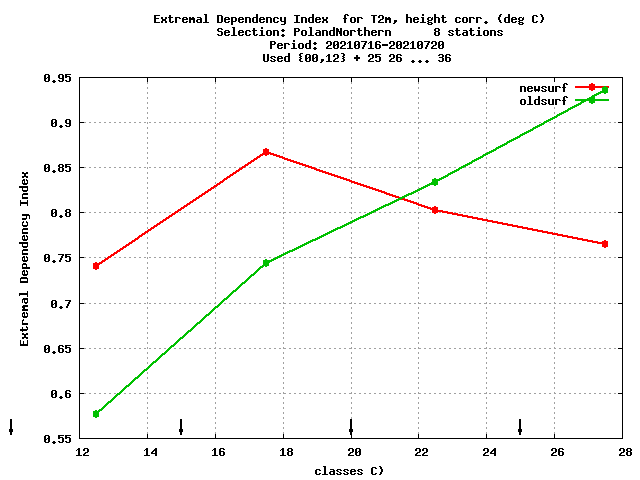 Extremal Dependency Index  for T2m, height corr. (deg C)
Selection: PolandNorthern      8 stations
Period: 20210716-20210720
Used {00,12} + 25 26 ... 36
newsurf
oldsurf
Extremal Dependency Index
0.95
0.9
0.85
0.8
0.75
0.7
0.65
0.6
0.55
12 14 16 18 20 22 24 26 28
classes C)